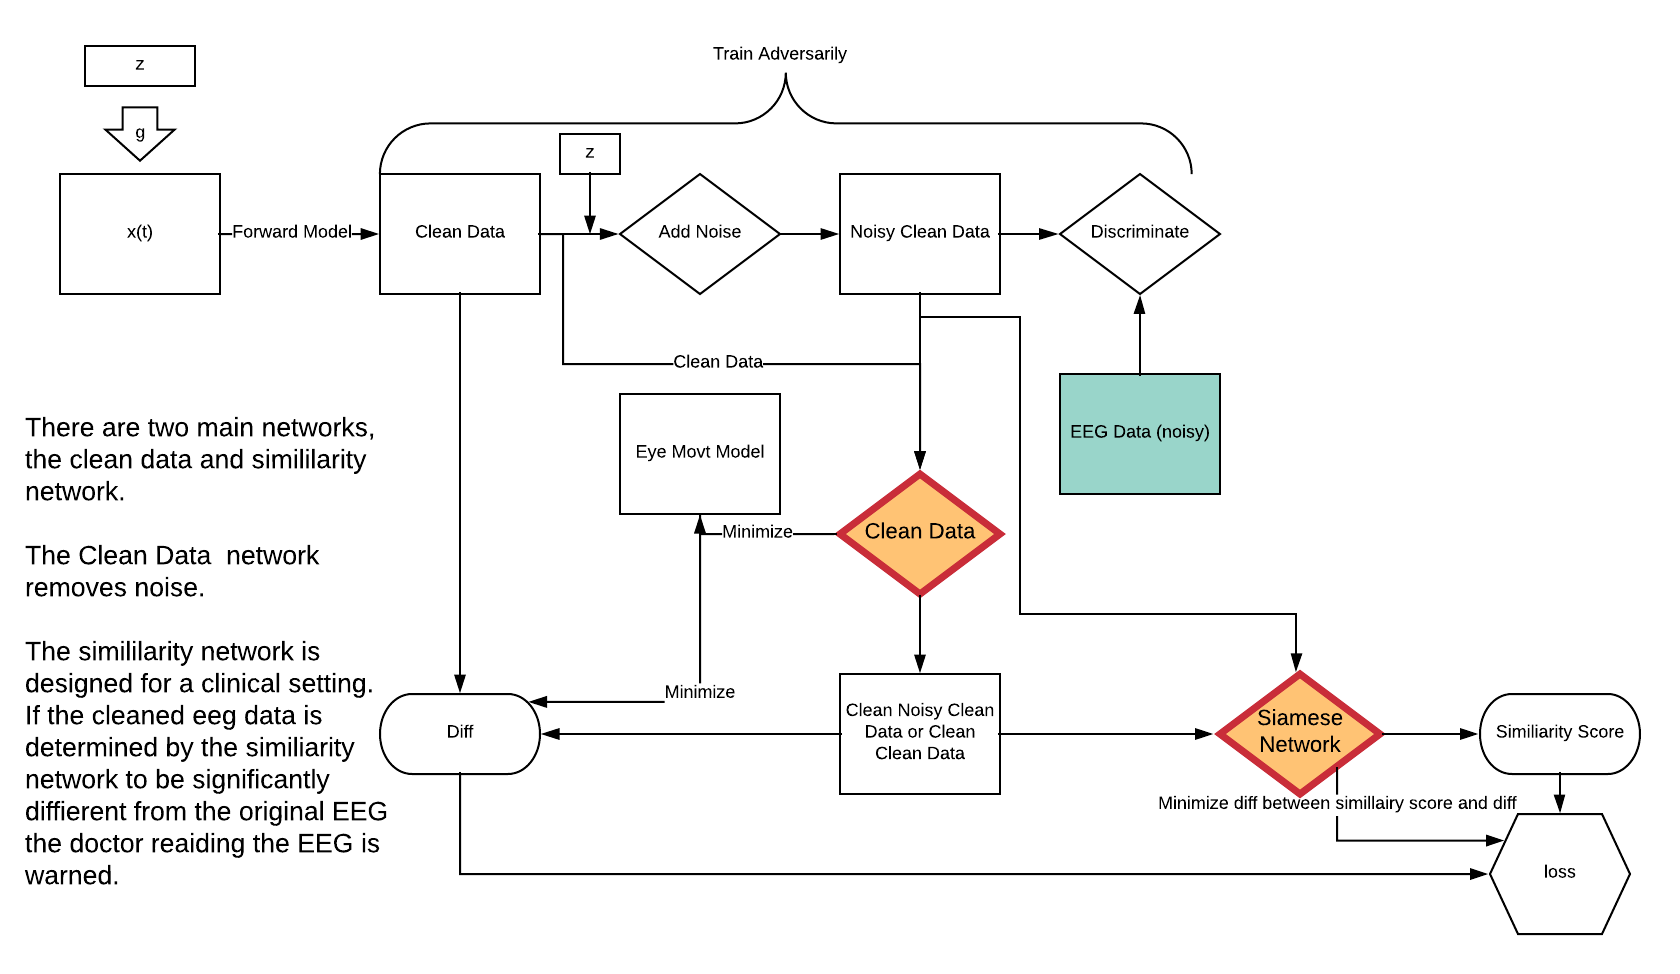 Train Adversarily
z
g
z
x(t)
Forward Model
Clean Data
Add Noise
Noisy Clean Data
Discriminate
Clean Data
EEG Data (noisy)
Eye Movt Model
Minimize
Clean Data
There are two main networks,
the clean data and simililarity
network.
The Clean Data  network
removes noise.
The simililarity network is
designed for a clinical setting.
If the cleaned eeg data is
determined by the similiarity
network to be significantly
diffierent from the original EEG
the doctor reaiding the EEG is
warned.
Minimize
Diff
Clean Noisy Clean
Data or Clean
Clean Data
Siamese
Network
Similiarity Score
Minimize diff between simillairy score and diff
loss